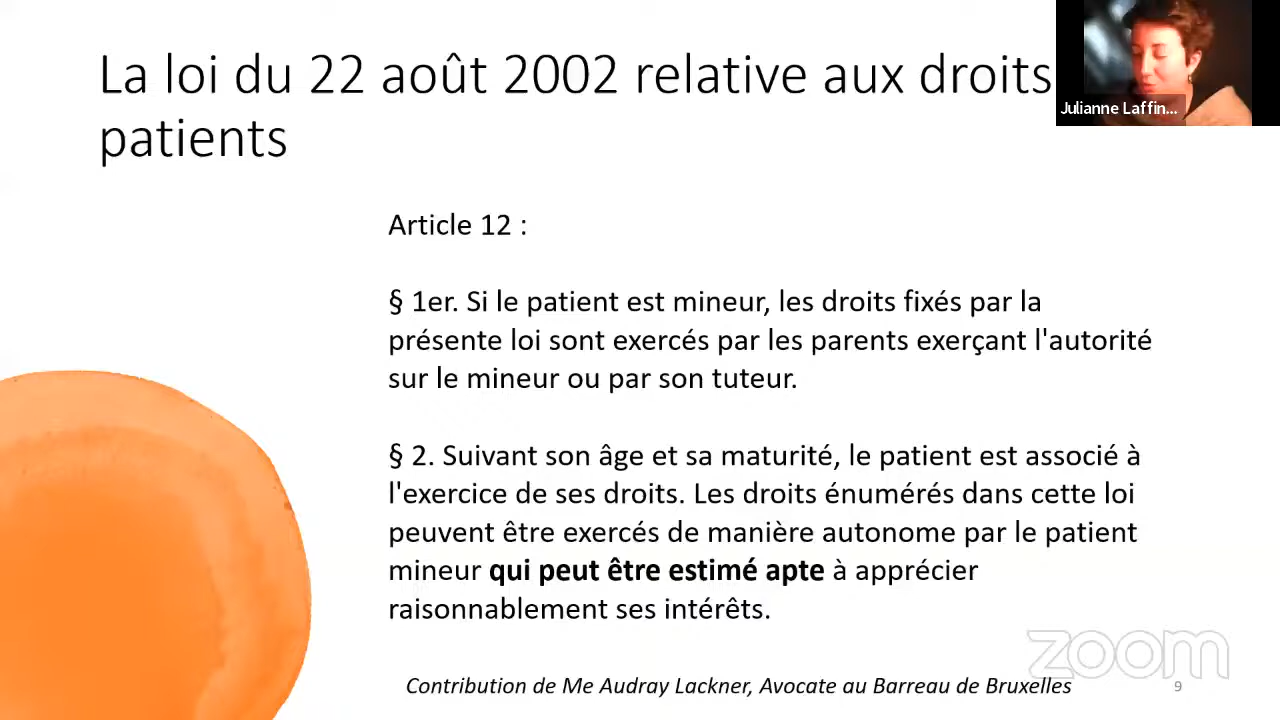 La loi du 22 août 2002 relative aux droits
patients
Julianne Laffin...
Article 12 :
§ 1er. Si le patient est mineur, les droits fixés par la
présente loi sont exercés par les parents exerçant l'autorité
sur le mineur ou par son tuteur.
§ 2. Suivant son âge et sa maturité, le patient est associé à
l'exercice de ses droits. Les droits énumérés dans cette loi
peuvent être exercés de manière autonome par le patient
mineur qui peut être estimé apte à apprécier
raisonnablement ses intérêts.
zoom
Contribution de Me Audray Lackner, Avocate au Barreau de Bruxelles
9